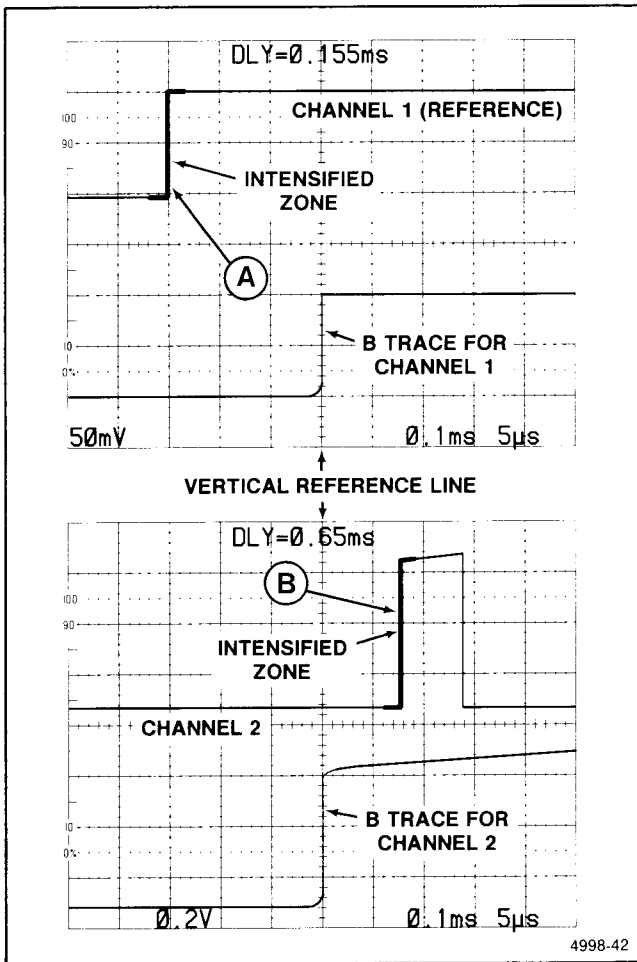 DLY=0.155ms
CHANNEL 1 (REFERENCE)
100
90
INTENSIFIED
ZONE
A
B TRACE FOR
CHANNEL 1
10
0%
50mV
0.1ms 5µs
VERTICAL REFERENCE LINE
DLY=0.65ms
B
100
90
INTENSIFIED
ZONE
CHANNEL 2
B TRACE FOR
CHANNEL 2
10
0%
0.2V
0.1ms 5µs
4998-42